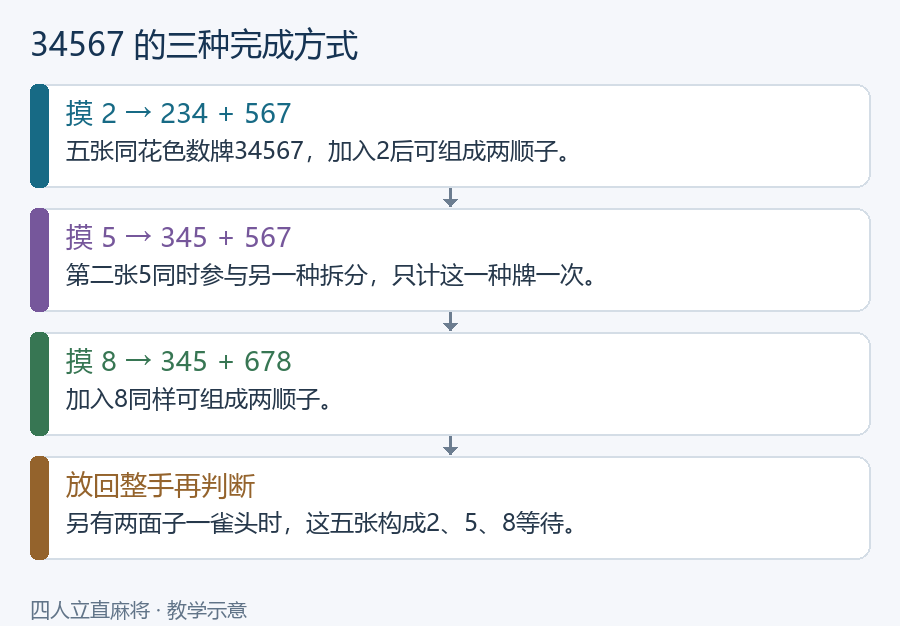 34567 的三种完成方式
摸 2 → 234 + 567
五张同花色数牌34567，加入2后可组成两顺子。
摸 5 → 345 + 567
第二张5同时参与另一种拆分，只计这一种牌一次。
摸 8 → 345 + 678
加入8同样可组成两顺子。
放回整手再判断
另有两面子一雀头时，这五张构成2、5、8等待。
四人立直麻将 · 教学示意